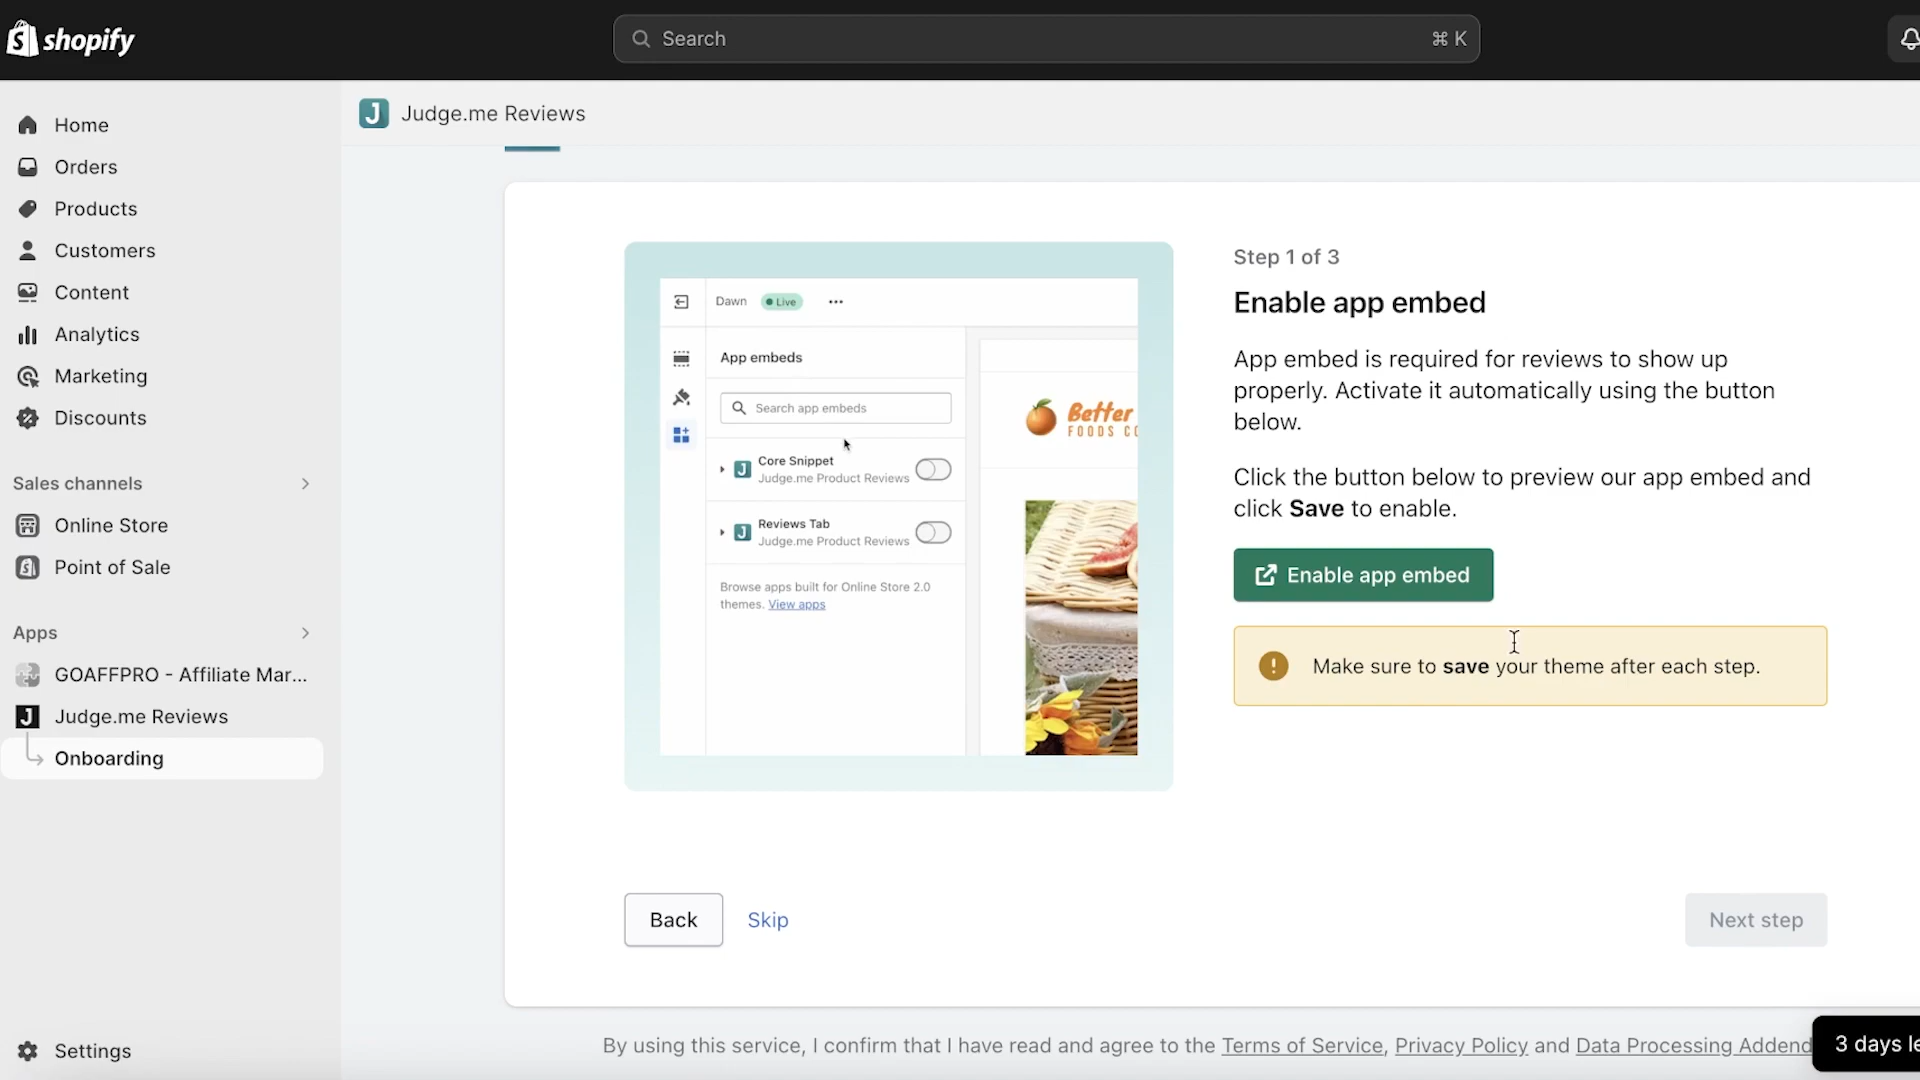 shopify
Search
⌘ K
Home
Orders
Products
Customers
Content
Analytics
Marketing
Discounts
Sales channels
Online Store
Point of Sale
Apps
GOAFFPRO - Affiliate Mar...
Judge.me Reviews
Onboarding
Settings
Judge.me Reviews
Dawn
Live
App embeds
Search app embeds
Core Snippet
Judge.me Product Reviews
Reviews Tab
Judge.me Product Reviews
Browse apps built for Online Store 2.0
themes. View apps
Better
FOODS CO
Step 1 of 3
Enable app embed
App embed is required for reviews to show up
properly. Activate it automatically using the button
below.
Click the button below to preview our app embed and
click Save to enable.
Enable app embed
Make sure to save your theme after each step.
Back
Skip
Next step
By using this service, I confirm that I have read and agree to the Terms of Service, Privacy Policy and Data Processing Addend
3 days le